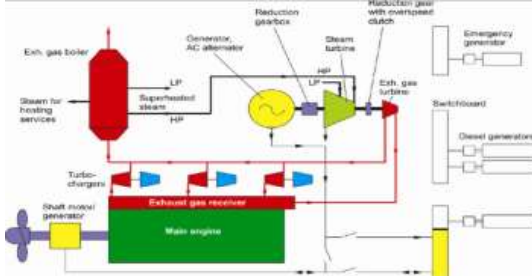 Exh. gas boiler
Steam for
heating
services
LP
Superheated
steam
HP
Generator,
AC alternator
Reduction
gearbox
Steam
turbine
Reduction gear
with overspeed
clutch
HP
LP
Exh. gas
turbine
Emergency
generator
Switchboard
Diesel generators
Turbo-
chargers
Exhaust gas receiver
Shaft motor/
generator
Main engine